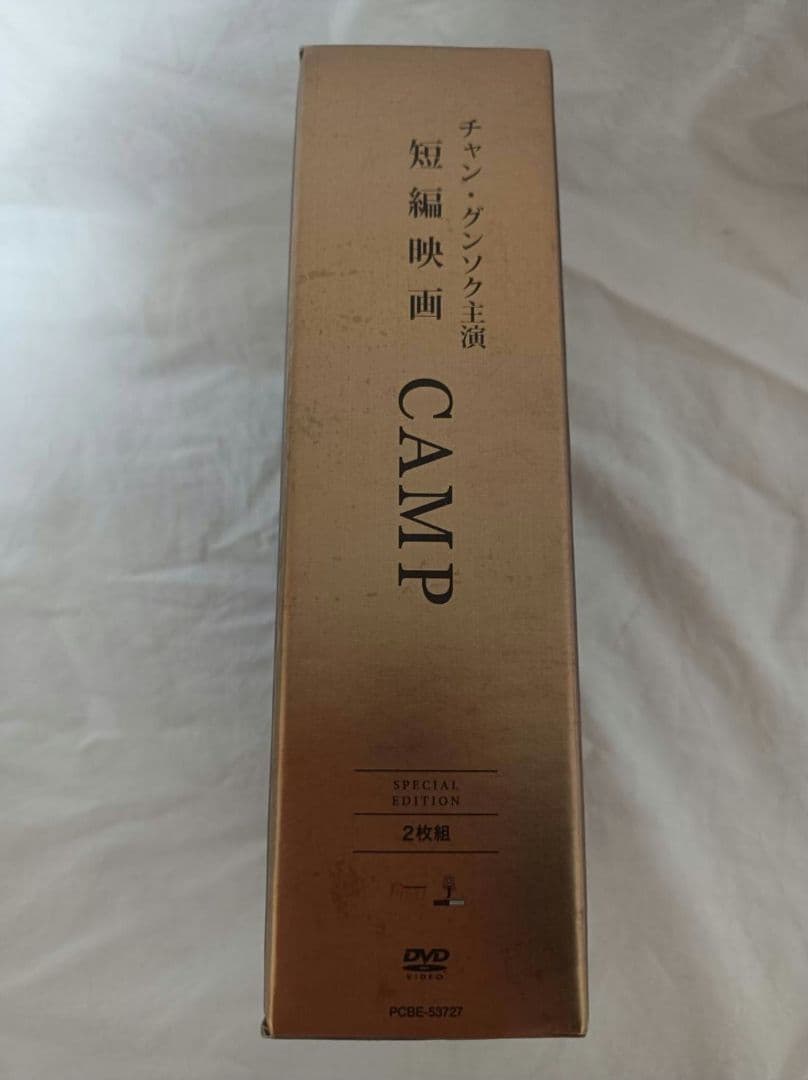 チャン・グンソク主演
短編映画 CAMP
SPECIAL
EDITION
2枚組
DVD
VIDEO
PCBE-53727